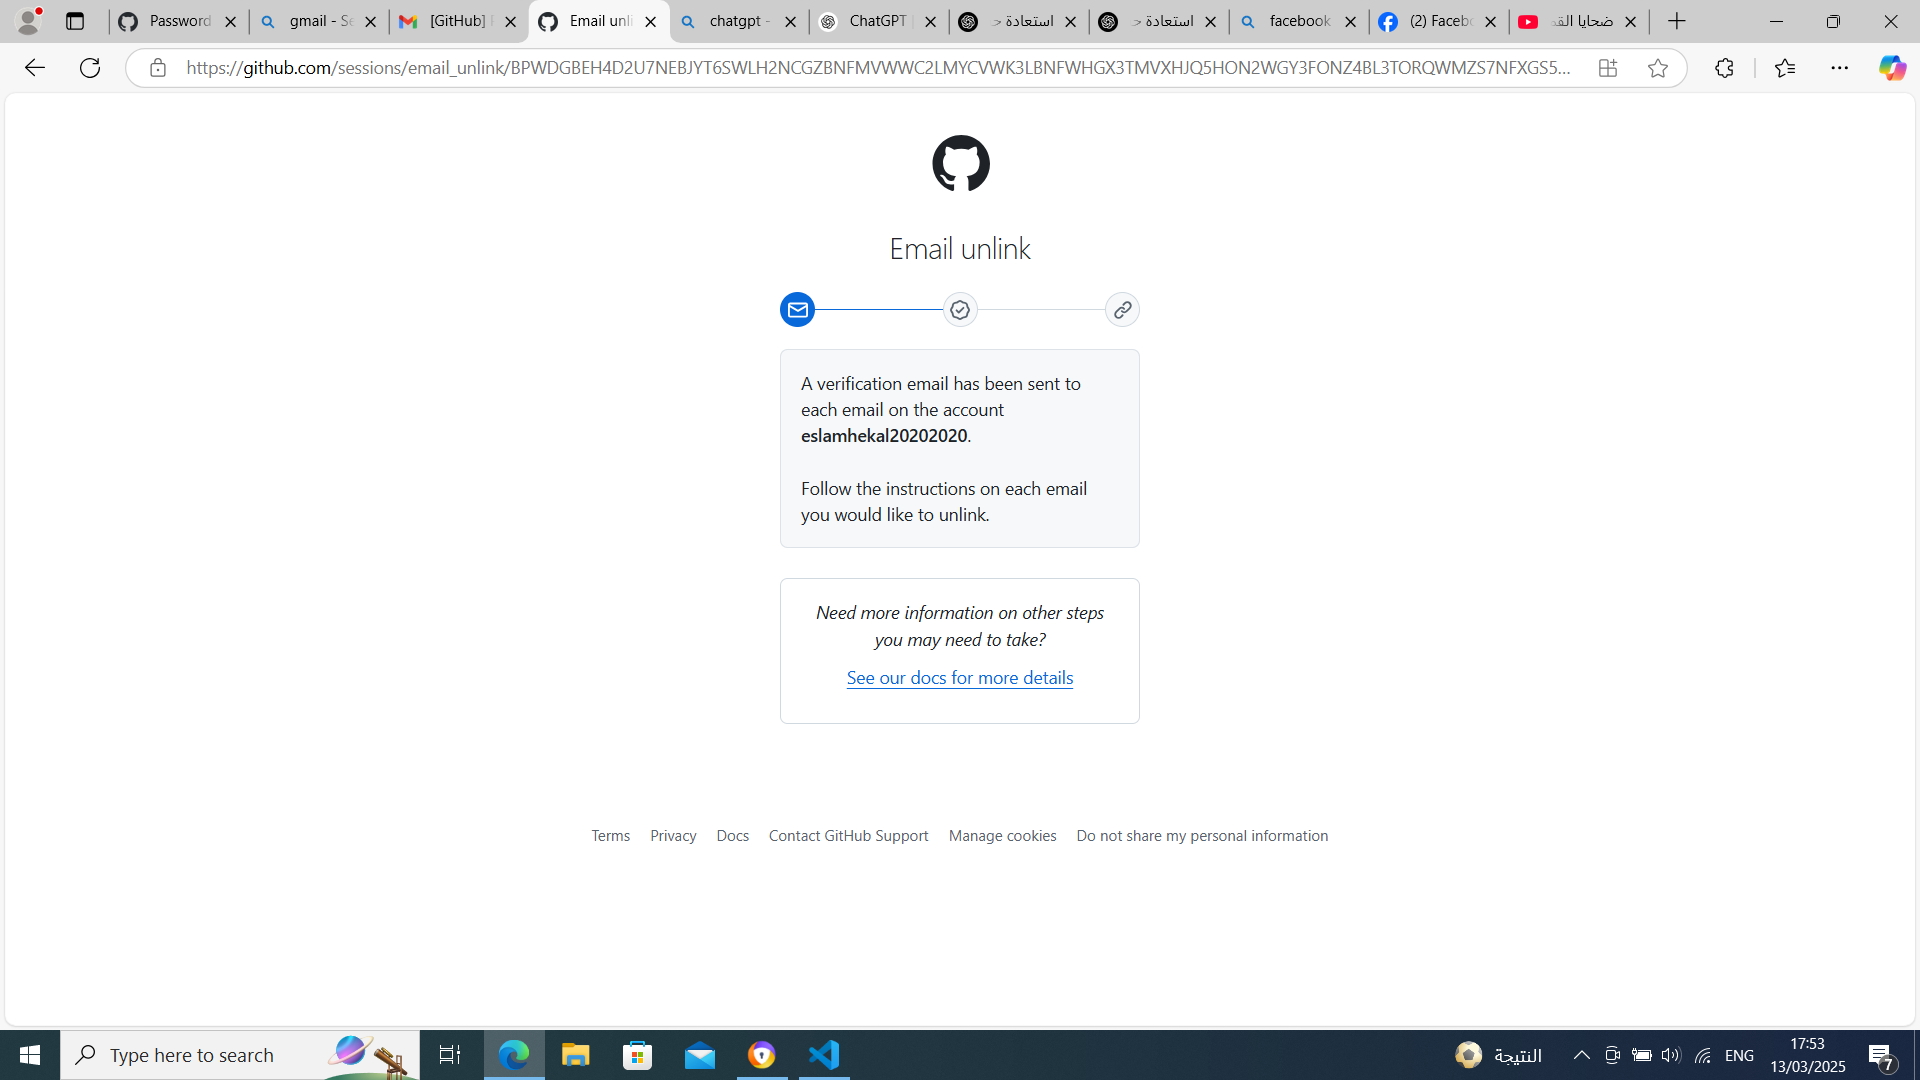 Password
gmail - Se
[GitHub]
Email unli
chatgpt -
ChatGPT
استعادة
استعادة
facebook
(2) Facebo
ضحايا
https://github.com/sessions/email_unlink/BPWDGBEH4D2U7NEBJYT6SWLH2NCGZBNFMVWWC2LMYCVWK3LBNFWHGX3TMVXHJQ5HON2WGY3FONZ4BL3TORQWMZS7NFXGS5...
Email unlink
A verification email has been sent to
each email on the account
eslamhekal20202020.
Follow the instructions on each email
you would like to unlink.
Need more information on other steps
you may need to take?
See our docs for more details
Terms Privacy Docs Contact GitHub Support Manage cookies Do not share my personal information
Type here to search
النتيجة
ENG
17:53
13/03/2025
7